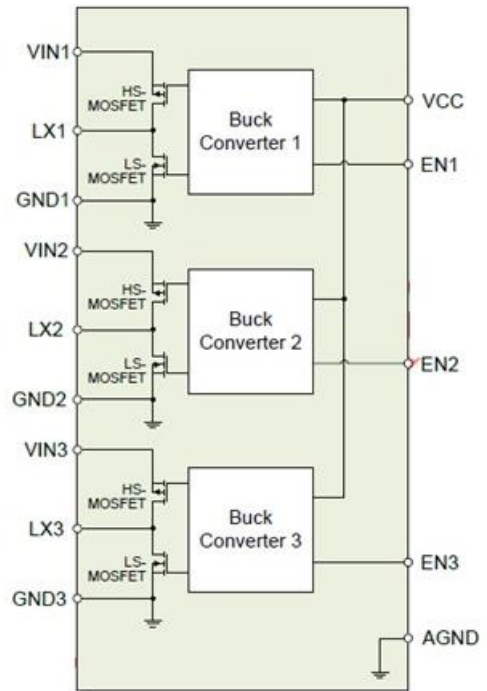 VIN1
HS-
MOSFET
LX1
LS-
MOSFET
GND1
Buck
Converter 1
VCC
EN1
VIN2
HS-
MOSFET
LX2
LS-
MOSFET
GND2
Buck
Converter 2
EN2
VIN3
HS-
MOSFET
LX3
LS-
MOSFET
GND3
Buck
Converter 3
EN3
AGND